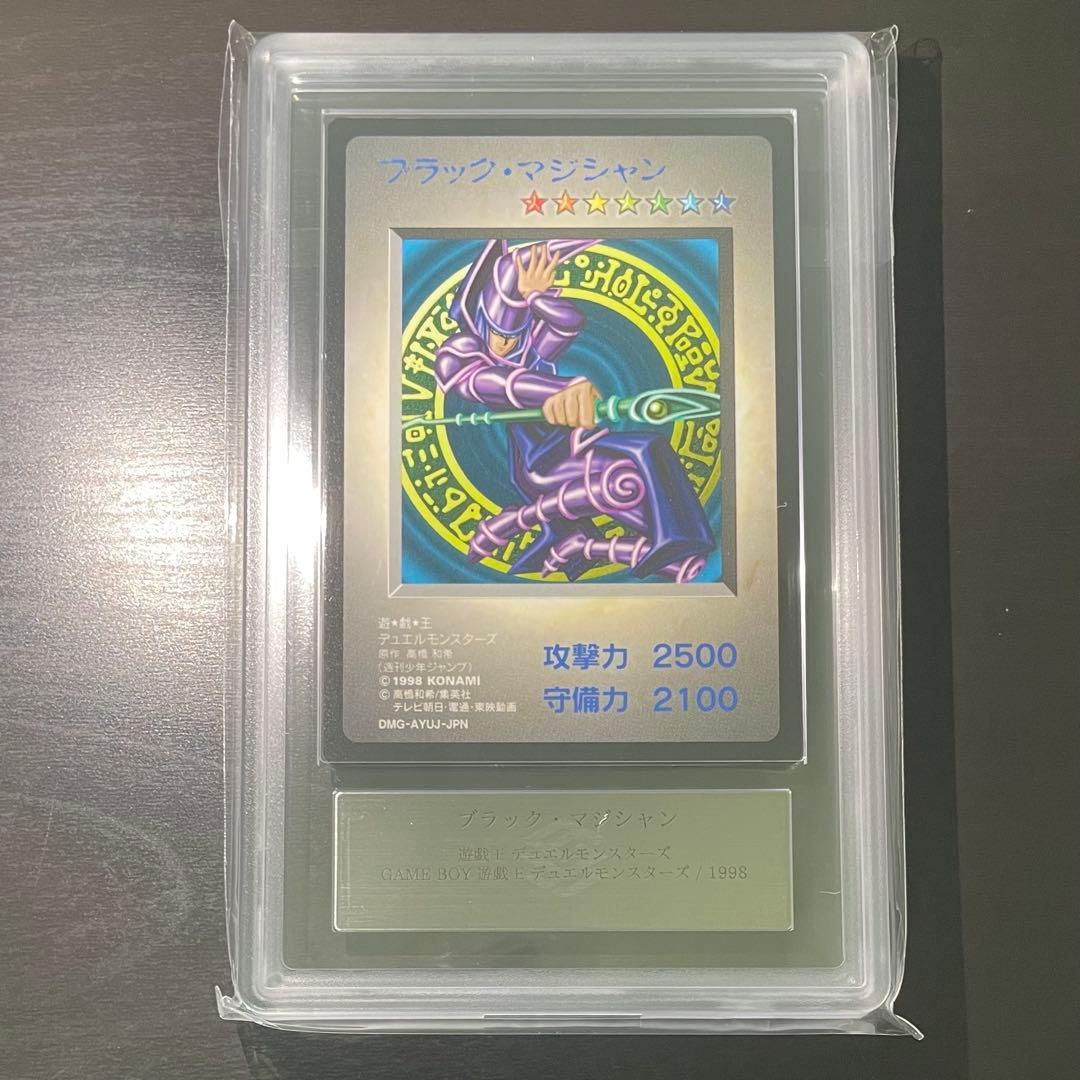 ブラック・マジシャン
遊★戯★王
デュエルモンスターズ
原作 高橋 和希
(週刊少年ジャンプ)
© 1998 KONAMI
© 高橋和希/集英社
テレビ朝日・電通・東映動画
DMG-AYUJ-JPN
攻撃力 2500
守備力 2100
ブラック・マジシャン
遊戯王 デュエルモンスターズ
GAME BOY 遊戯王 デュエルモンスターズ / 1998